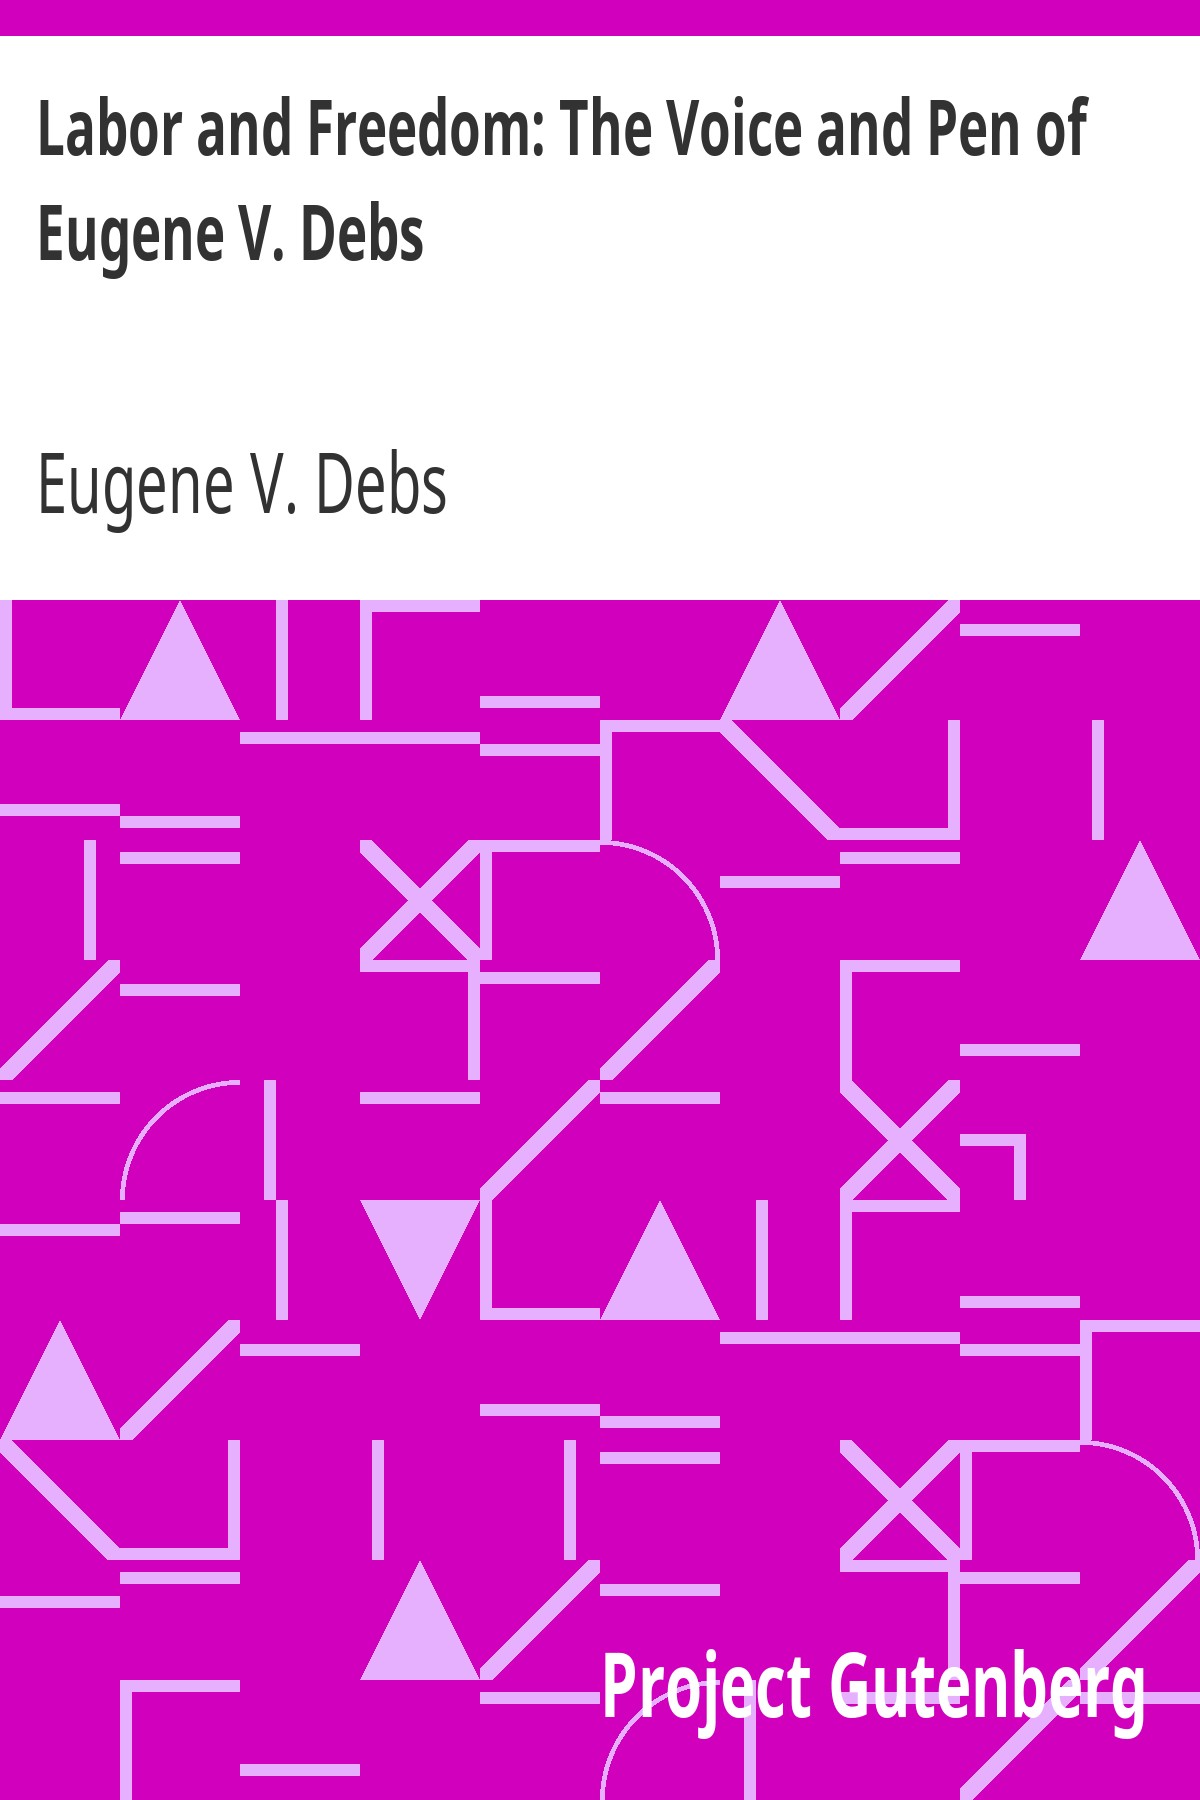 Labor and Freedom: The Voice and Pen of
Eugene V. Debs
Eugene V. Debs
Project Gutenberg